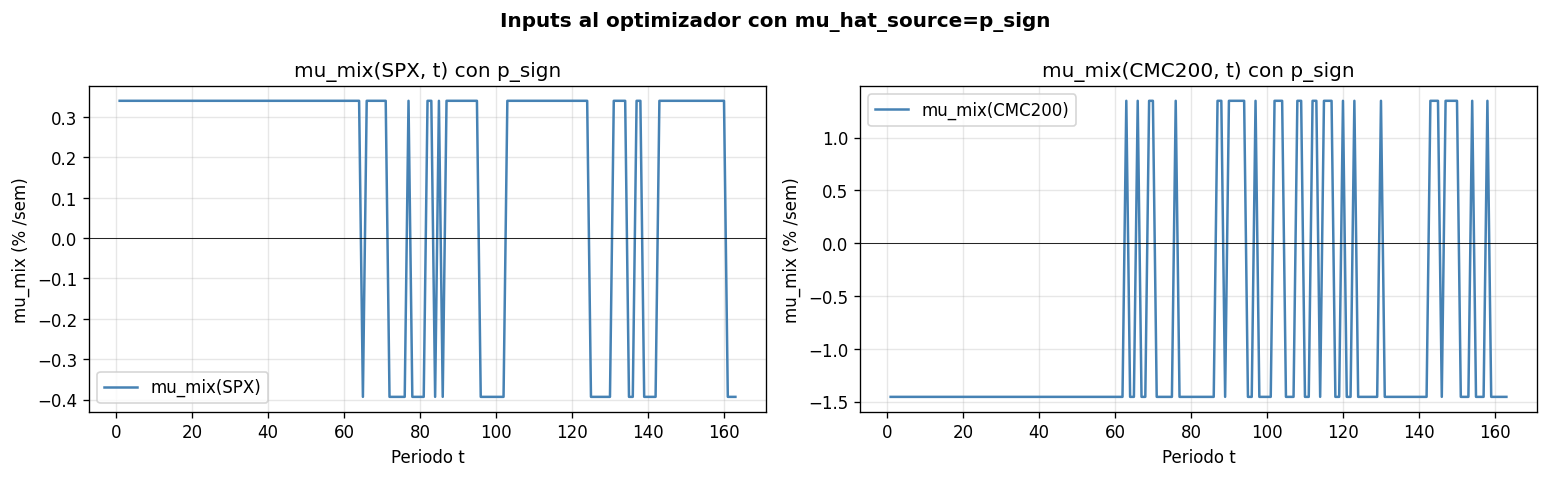 Inputs al optimizador con mu_hat_source=p_sign
mu_mix(SPX, t) con p_sign
mu_mix (% /sem)
0.3
0.2
0.1
0.0
−0.1
−0.2
−0.3
−0.4
mu_mix(SPX)
0 20 40 60 80 100 120 140 160
Periodo t
mu_mix(CMC200, t) con p_sign
mu_mix (% /sem)
1.0
0.5
0.0
−0.5
−1.0
−1.5
mu_mix(CMC200)
0 20 40 60 80 100 120 140 160
Periodo t